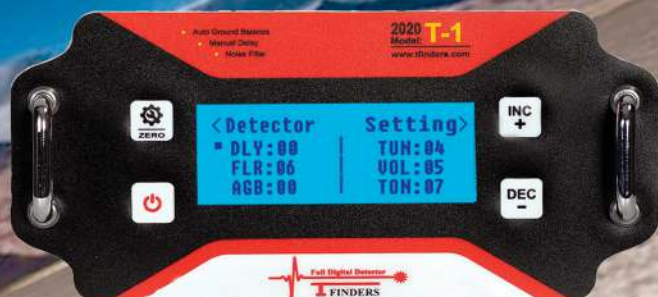 Auto Ground Balance
Manual Delay
Noise Filter
2020 T-1
Model:
www.tfinders.com
ZERO
INC
+
DEC
-
<Detector Setting>
DLY:00 TUN:04
FLR:06 VOL:05
AGB:00 TON:07
Full Digital Detector
T FINDERS